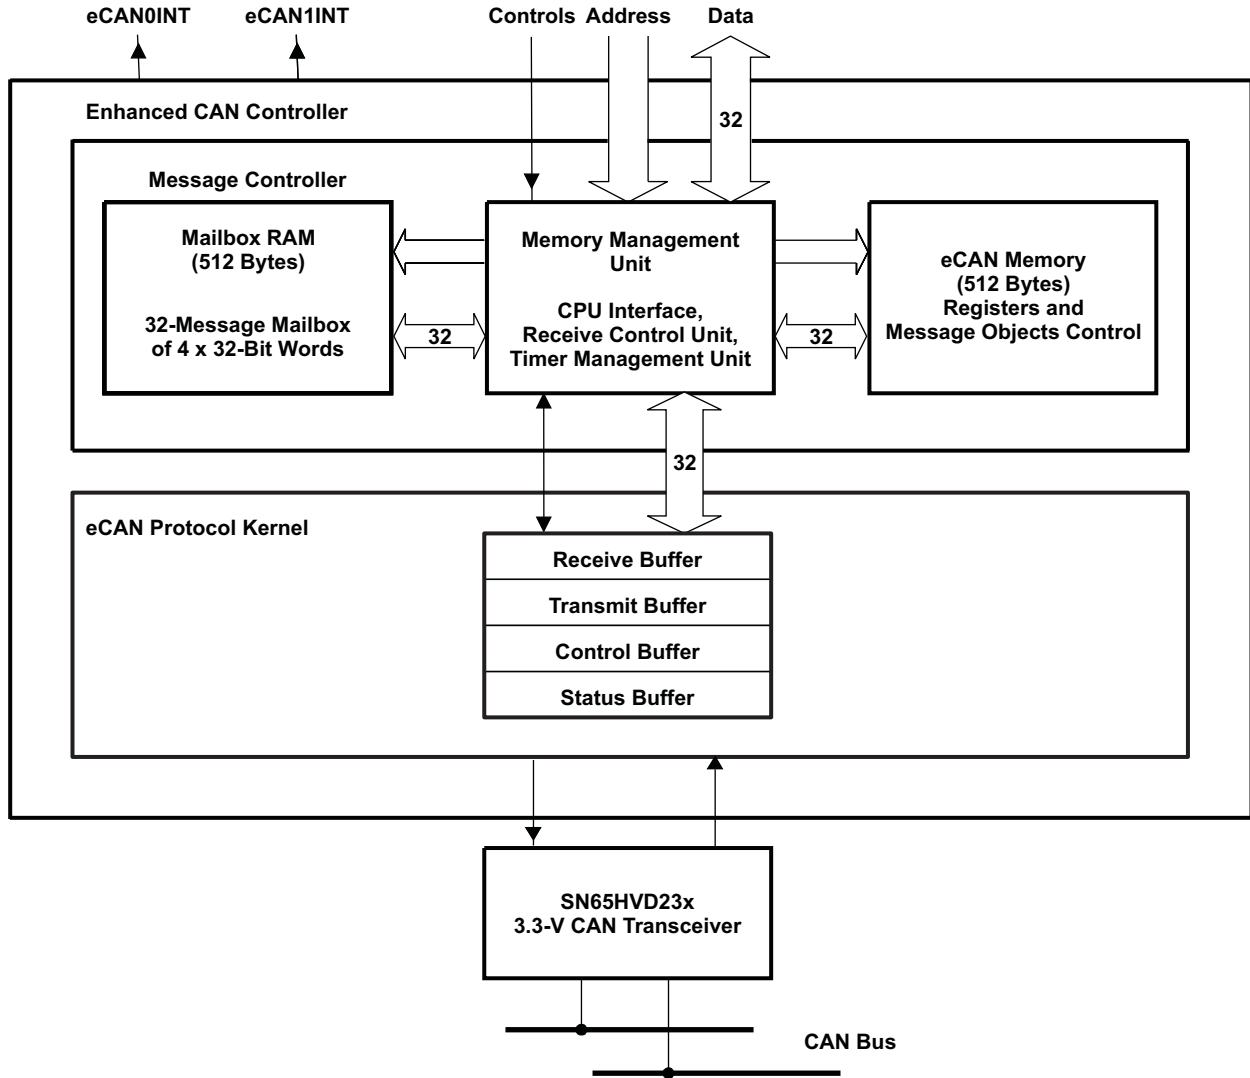 eCAN0INT
eCAN1INT
Controls
Address
Data
32
Enhanced CAN Controller
Message Controller
Mailbox RAM
(512 Bytes)
32-Message Mailbox
of 4 x 32-Bit Words
32
Memory Management
Unit
CPU Interface,
Receive Control Unit,
Timer Management Unit
32
eCAN Memory
(512 Bytes)
Registers and
Message Objects Control
32
eCAN Protocol Kernel
Receive Buffer
Transmit Buffer
Control Buffer
Status Buffer
SN65HVD23x
3.3-V CAN Transceiver
CAN Bus